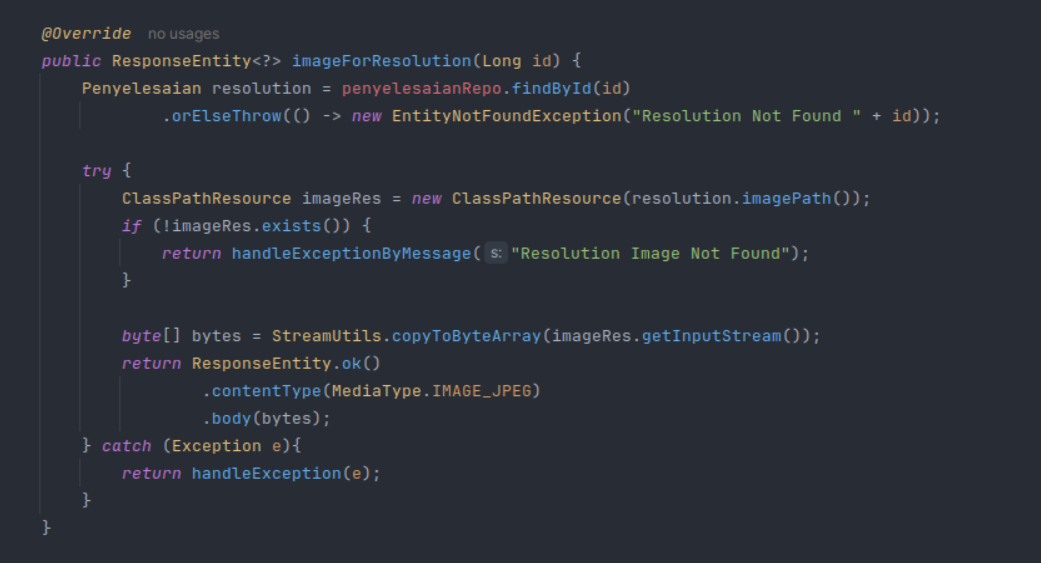 @Override no usages
public ResponseEntity<?> imageForResolution(Long id) {
Penyelesaian resolution = penyelesaianRepo.findById(id)
.orElseThrow(() -> new EntityNotFoundException("Resolution Not Found " + id));
try {
ClassPathResource imageRes = new ClassPathResource(resolution.imagePath());
if (!imageRes.exists()) {
return handleExceptionByMessage( s: "Resolution Image Not Found");
}
byte[] bytes = StreamUtils.copyToByteArray(imageRes.getInputStream());
return ResponseEntity.ok()
.contentType(MediaType.IMAGE_JPEG)
.body(bytes);
} catch (Exception e){
return handleException(e);
}
}